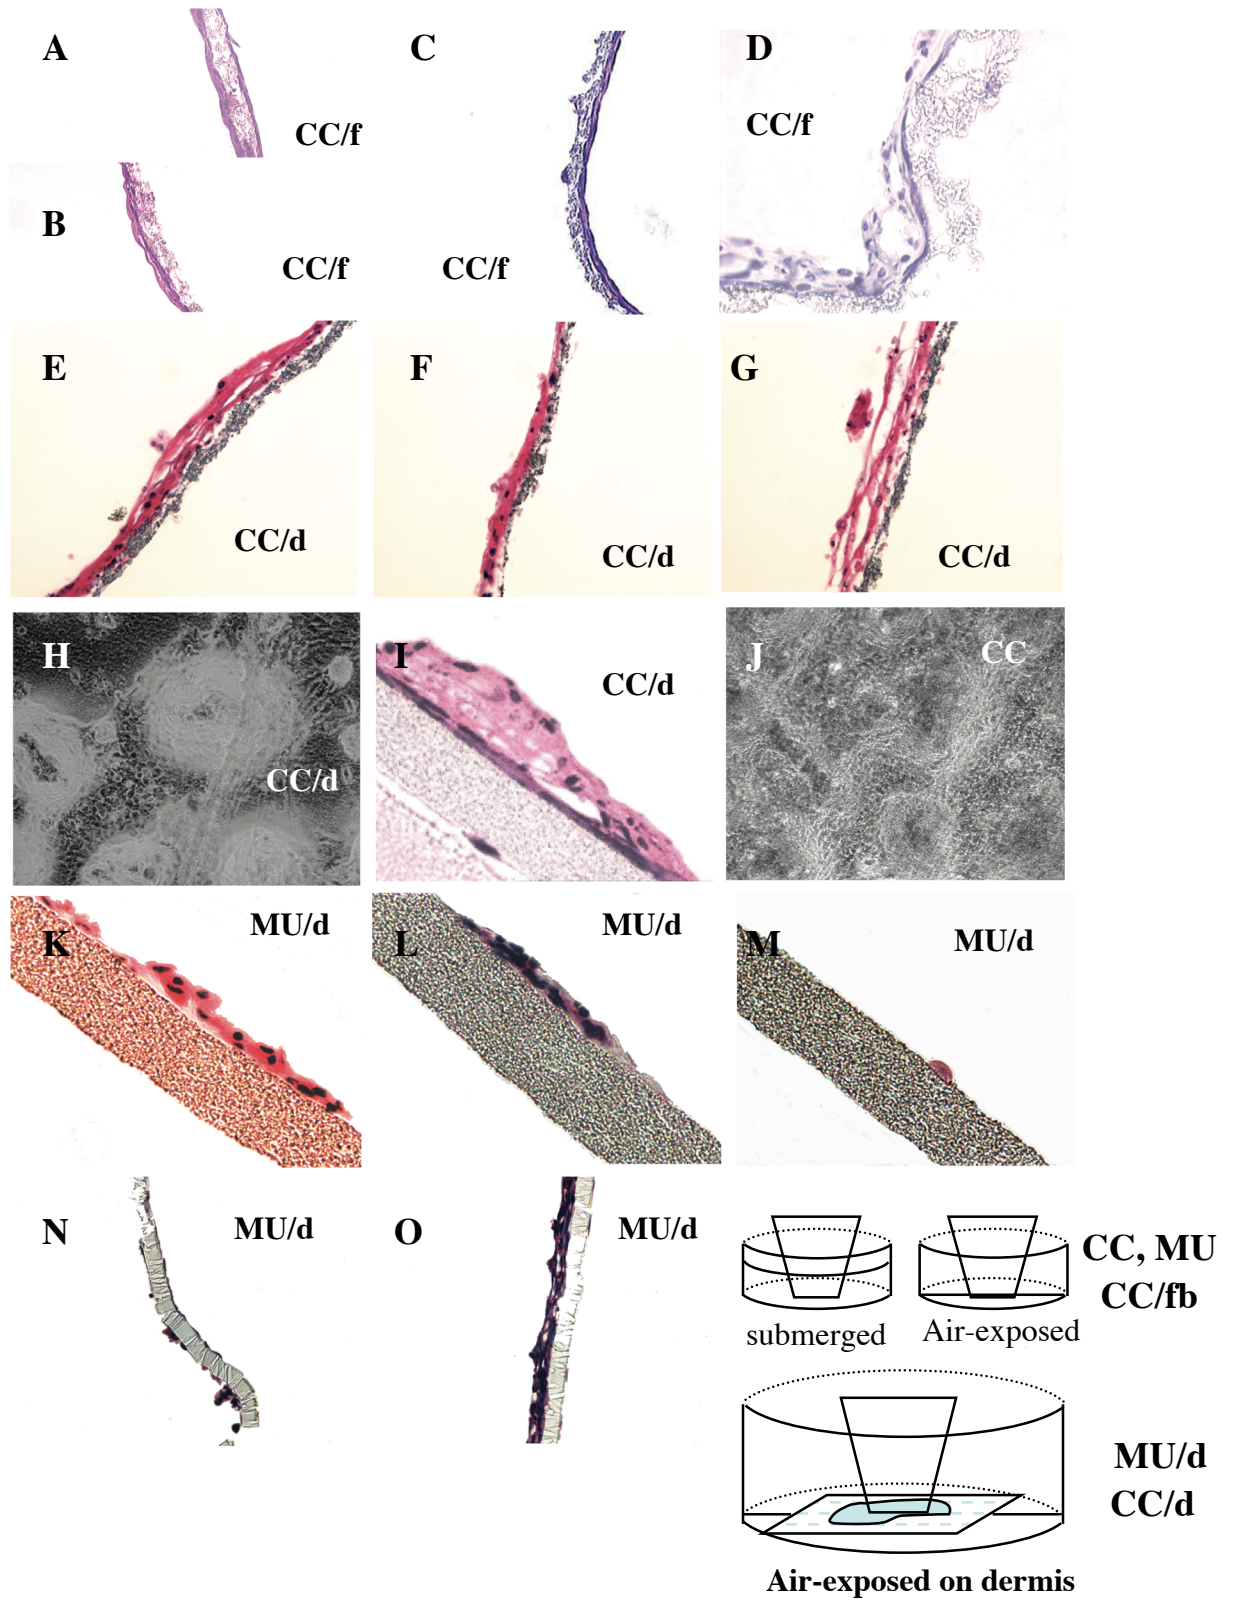 A
CC/f
B
CC/f
C
CC/f
D
CC/f
E
CC/d
F
CC/d
G
CC/d
H
CC/d
I
CC/d
J
CC
K
MU/d
L
MU/d
M
MU/d
N
MU/d
O
MU/d
submerged
Air-exposed
CC, MU
CC/fb
MU/d
CC/d
Air-exposed on dermis